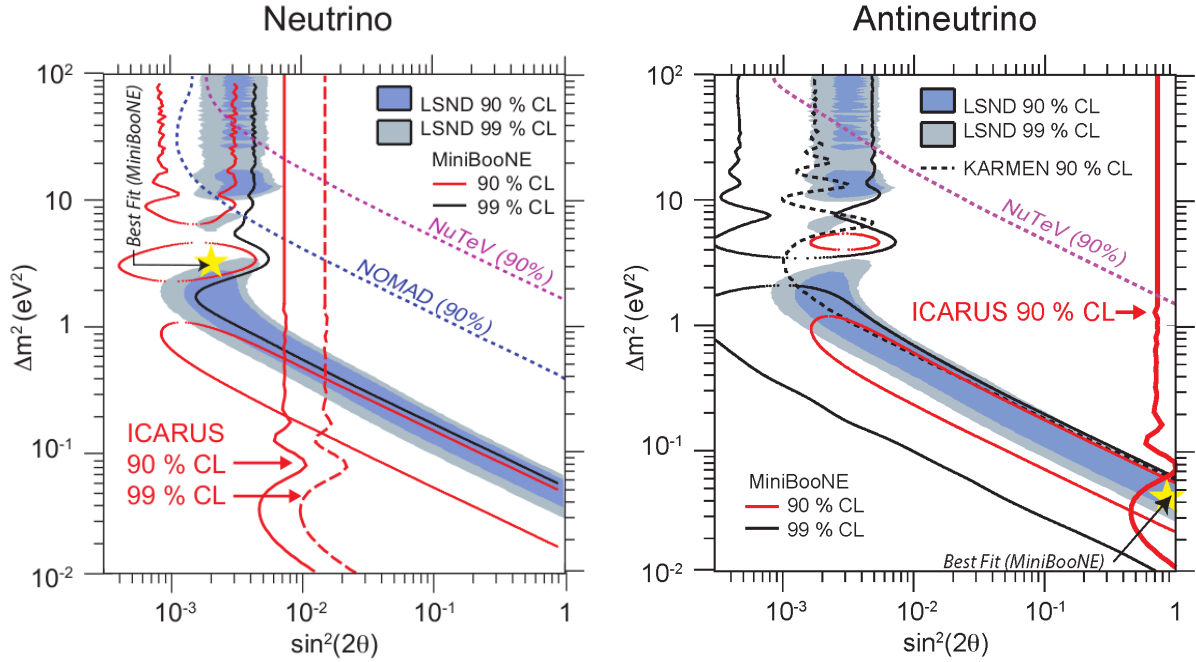 Neutrino
10²
10
1
10⁻¹
10⁻²
Δm² (eV²)
Best Fit (MiniBooNE)
LSND 90 % CL
LSND 99 % CL
MiniBooNE
90 % CL
99 % CL
NuTeV (90%)
NOMAD (90%)
ICARUS
90 % CL
99 % CL
10⁻³
10⁻²
10⁻¹
1
sin²(2θ)
Antineutrino
10²
10
1
10⁻¹
10⁻²
Δm² (eV²)
LSND 90 % CL
LSND 99 % CL
KARMEN 90 % CL
NuTeV (90%)
ICARUS 90 % CL
MiniBooNE
90 % CL
99 % CL
Best Fit (MiniBooNE)
10⁻³
10⁻²
10⁻¹
1
sin²(2θ)